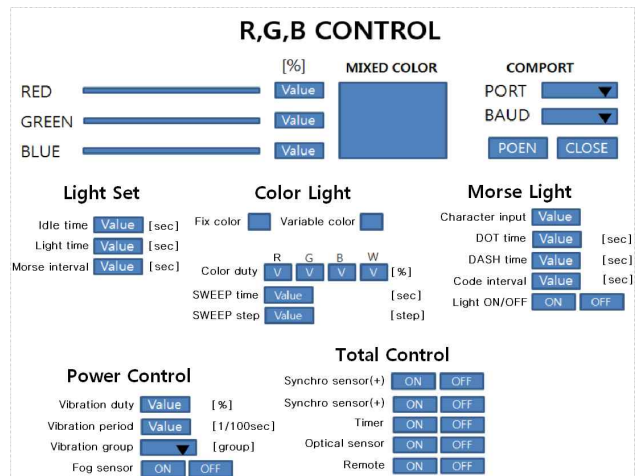 R,G,B CONTROL
[%] MIXED COLOR COMPORT
RED Value PORT
GREEN Value BAUD
BLUE Value POEN CLOSE
Light Set
Idle time Value [sec]
Light time Value [sec]
Morse interval Value [sec]
Color Light
Fix color Variable color
R G B W
Color duty V V V V [%]
SWEEP time Value [sec]
SWEEP step Value [step]
Morse Light
Character input Value
DOT time Value [sec]
DASH time Value [sec]
Code interval Value [sec]
Light ON/OFF ON OFF
Power Control
Vibration duty Value [%]
Vibration period Value [1/100sec]
Vibration group [group]
Fog sensor ON OFF
Total Control
Synchro sensor(+) ON OFF
Synchro sensor(+) ON OFF
Timer ON OFF
Optical sensor ON OFF
Remote ON OFF